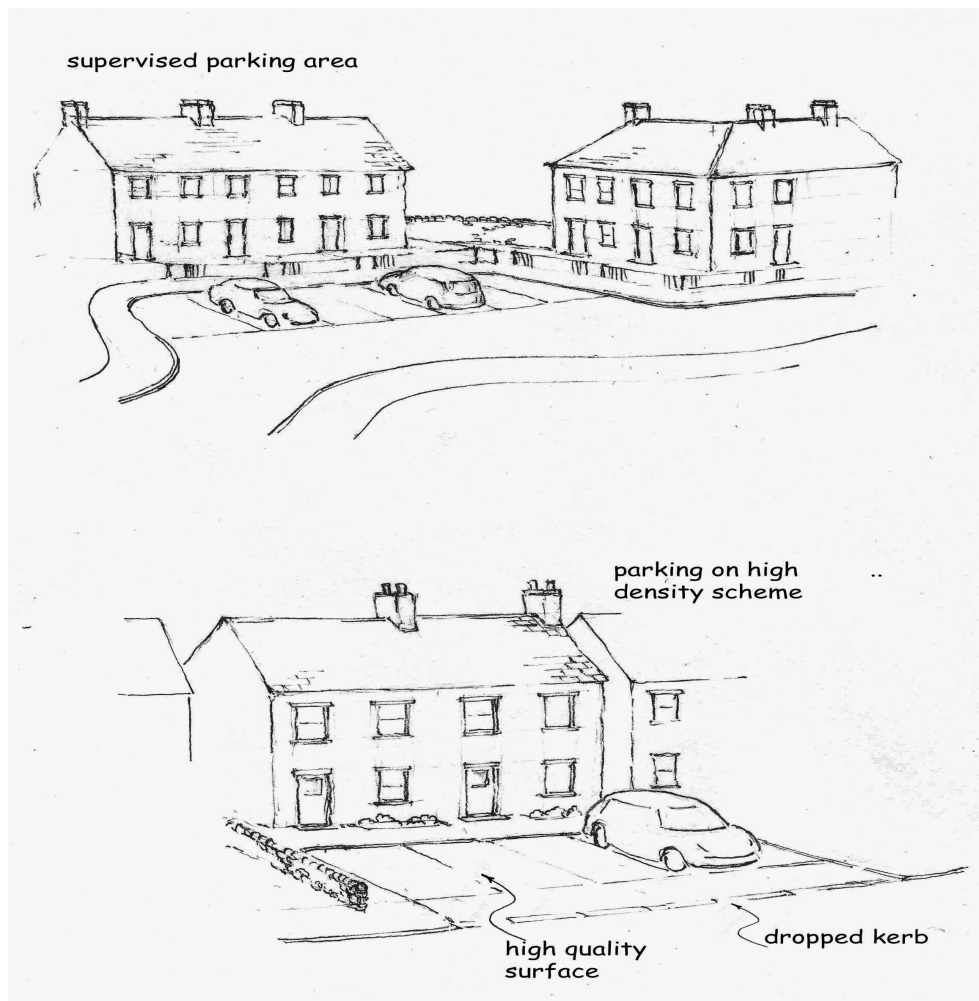 supervised parking area
parking on high
density scheme
high quality
surface
dropped kerb